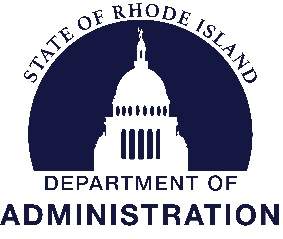 STATE OF RHODE ISLAND
DEPARTMENT OF
ADMINISTRATION